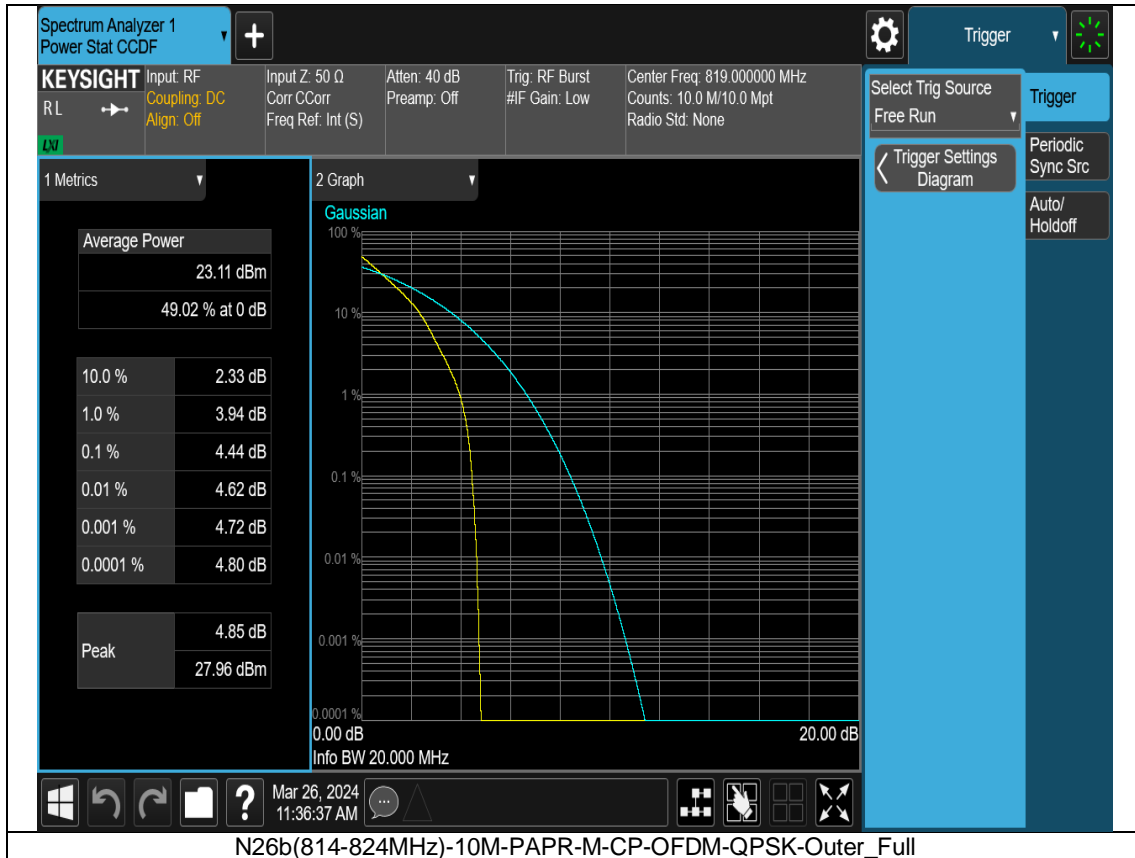 Spectrum Analyzer 1
Power Stat CCDF
+
Trigger
KEYSIGHT
R L
LXI
Input: RF
Coupling: DC
Align: Off
Input Z: 50 Ω
Corr CCorr
Freq Ref: Int (S)
Atten: 40 dB
Preamp: Off
Trig: RF Burst
#IF Gain: Low
Center Freq: 819.000000 MHz
Counts: 10.0 M/10.0 Mpt
Radio Std: None
Select Trig Source
Free Run
Trigger Settings
Diagram
Trigger
Periodic
Sync Src
Auto/
Holdoff
1 Metrics
Average Power
23.11 dBm
49.02 % at 0 dB
10.0 % 2.33 dB
1.0 % 3.94 dB
0.1 % 4.44 dB
0.01 % 4.62 dB
0.001 % 4.72 dB
0.0001 % 4.80 dB
Peak
4.85 dB
27.96 dBm
2 Graph
Gaussian
100 %
10 %
1 %
0.1 %
0.01 %
0.001 %
0.0001 %
0.00 dB 20.00 dB
Info BW 20.000 MHz
?
Mar 26, 2024
11:36:37 AM
N26b(814-824MHz)-10M-PAPR-M-CP-OFDM-QPSK-Outer_Full